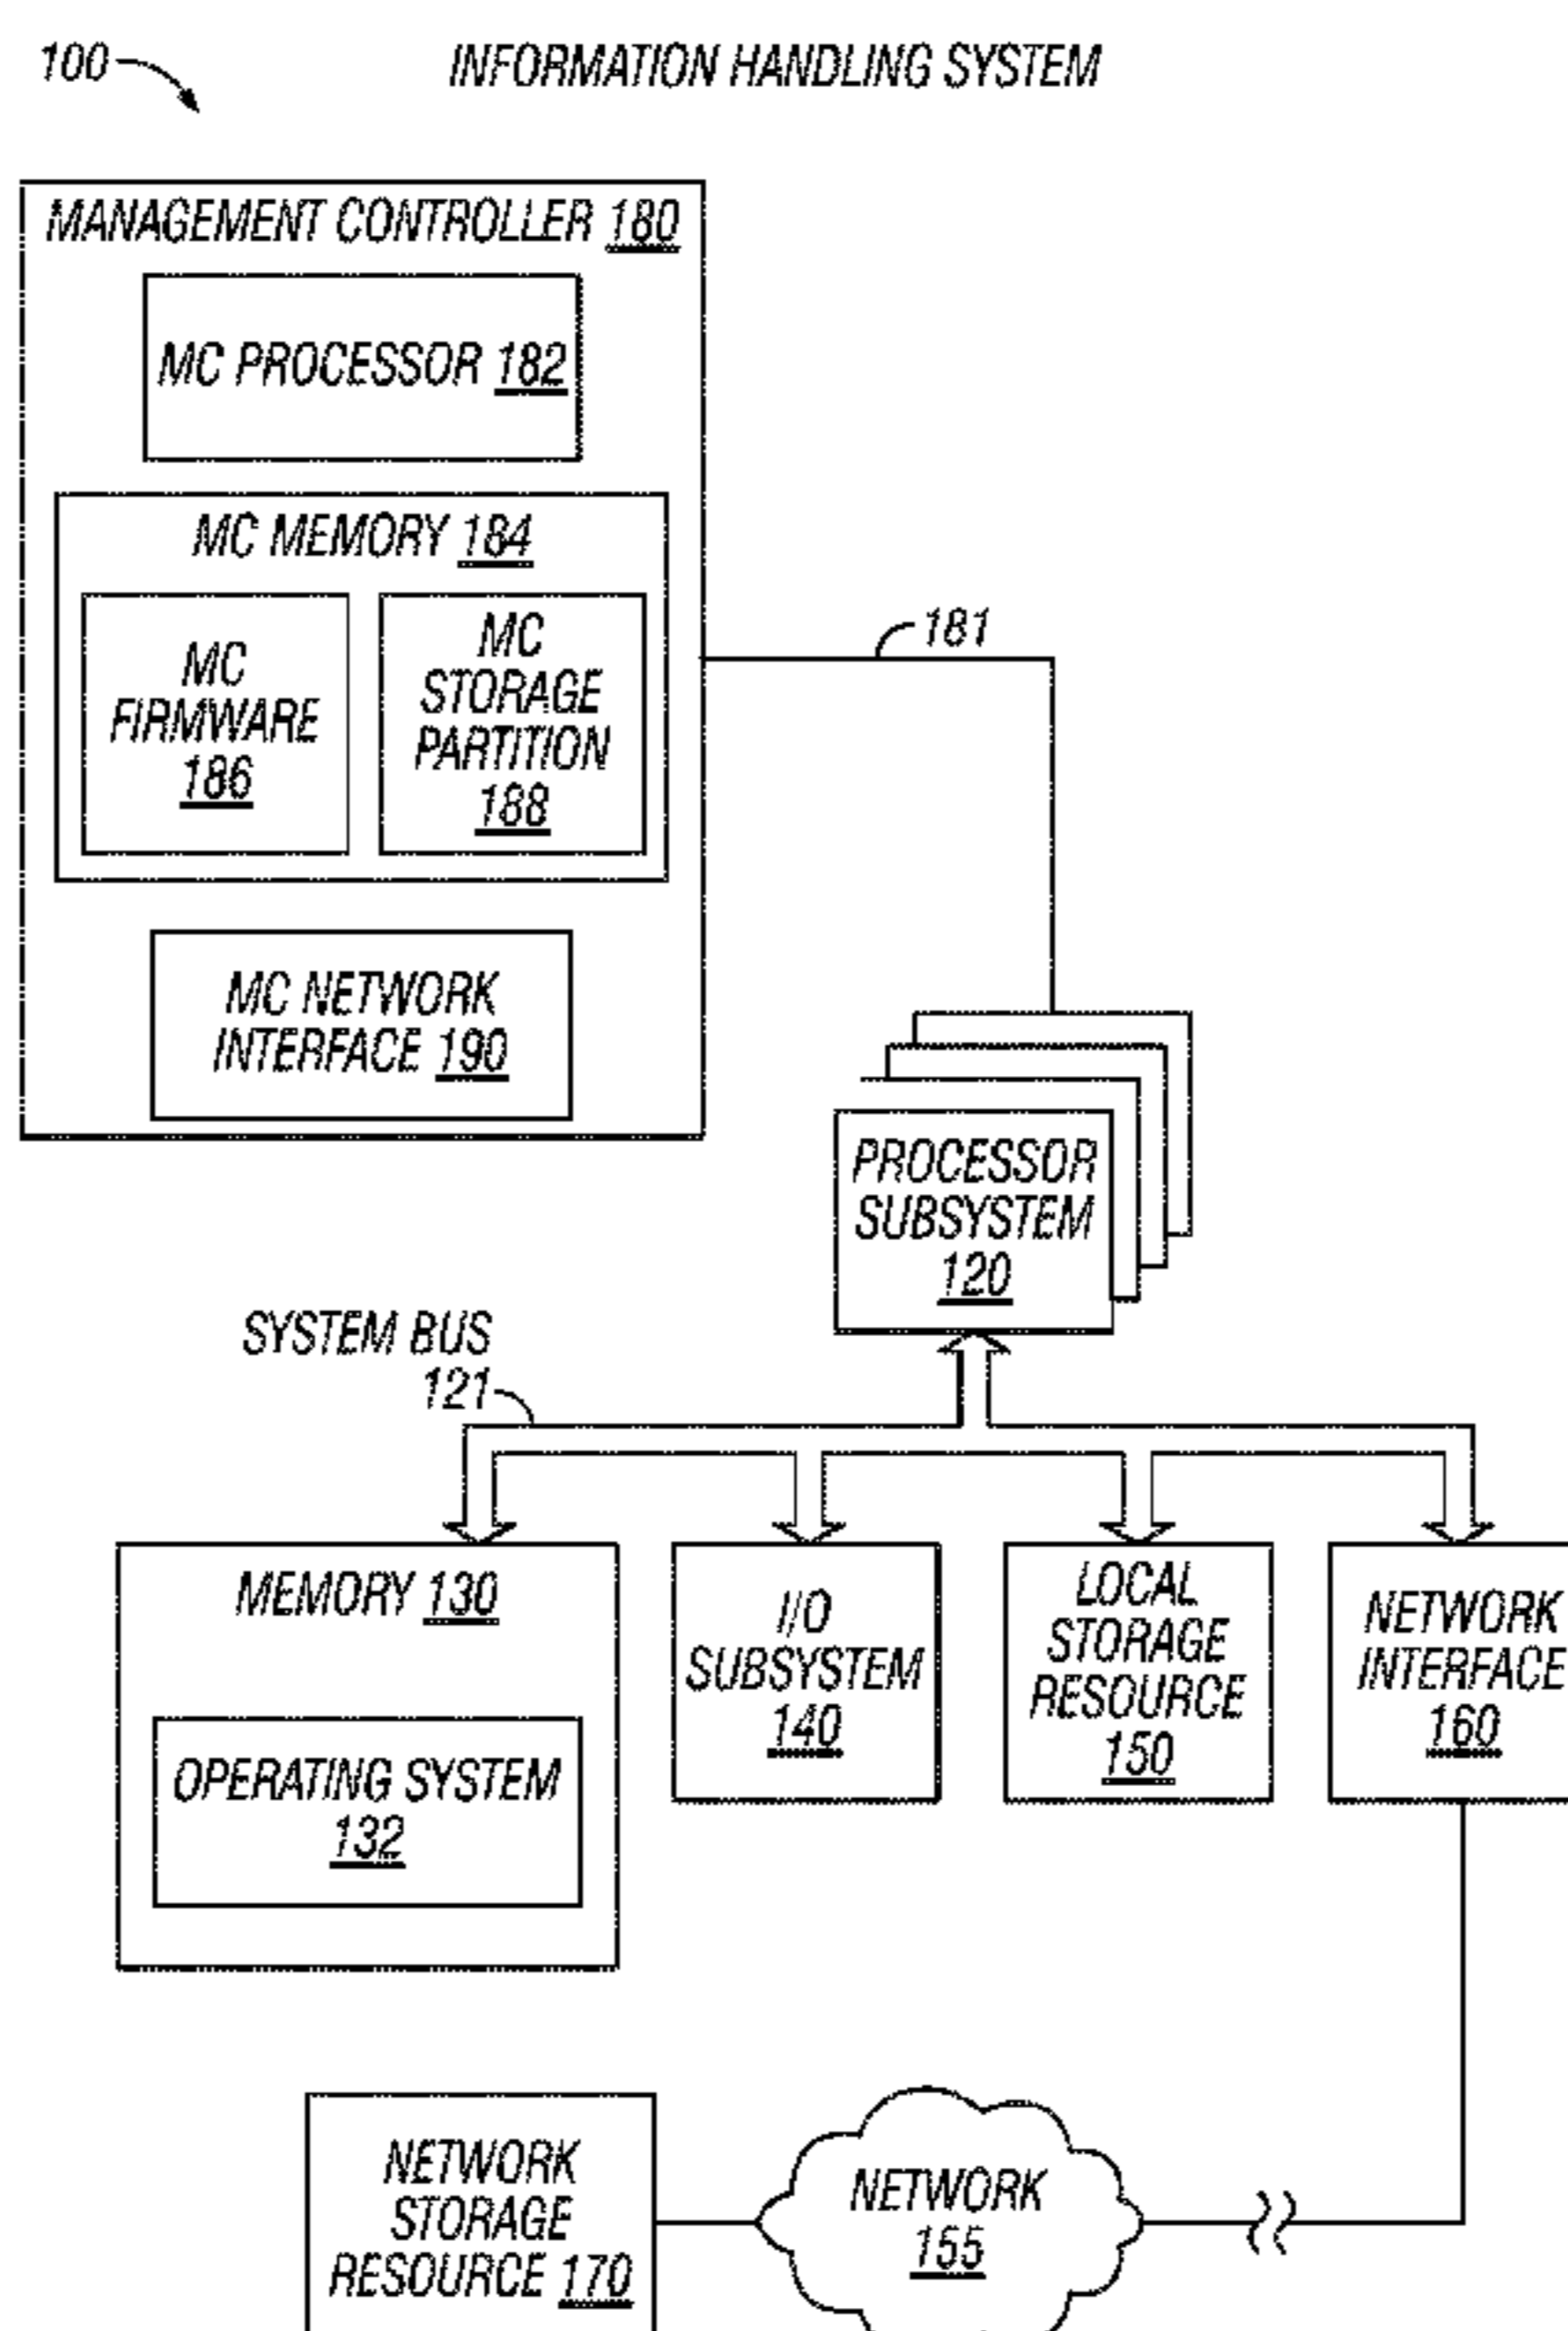 100
INFORMATION HANDLING SYSTEM
MANAGEMENT CONTROLLER 180
MC PROCESSOR 182
MC MEMORY 184
MC
FIRMWARE
186
MC
STORAGE
PARTITION
188
181
MC NETWORK
INTERFACE 190
PROCESSOR
SUBSYSTEM
120
SYSTEM BUS
121
MEMORY 130
OPERATING SYSTEM
132
I/O
SUBSYSTEM
140
LOCAL
STORAGE
RESOURCE
150
NETWORK
INTERFACE
160
NETWORK
STORAGE
RESOURCE 170
NETWORK
155